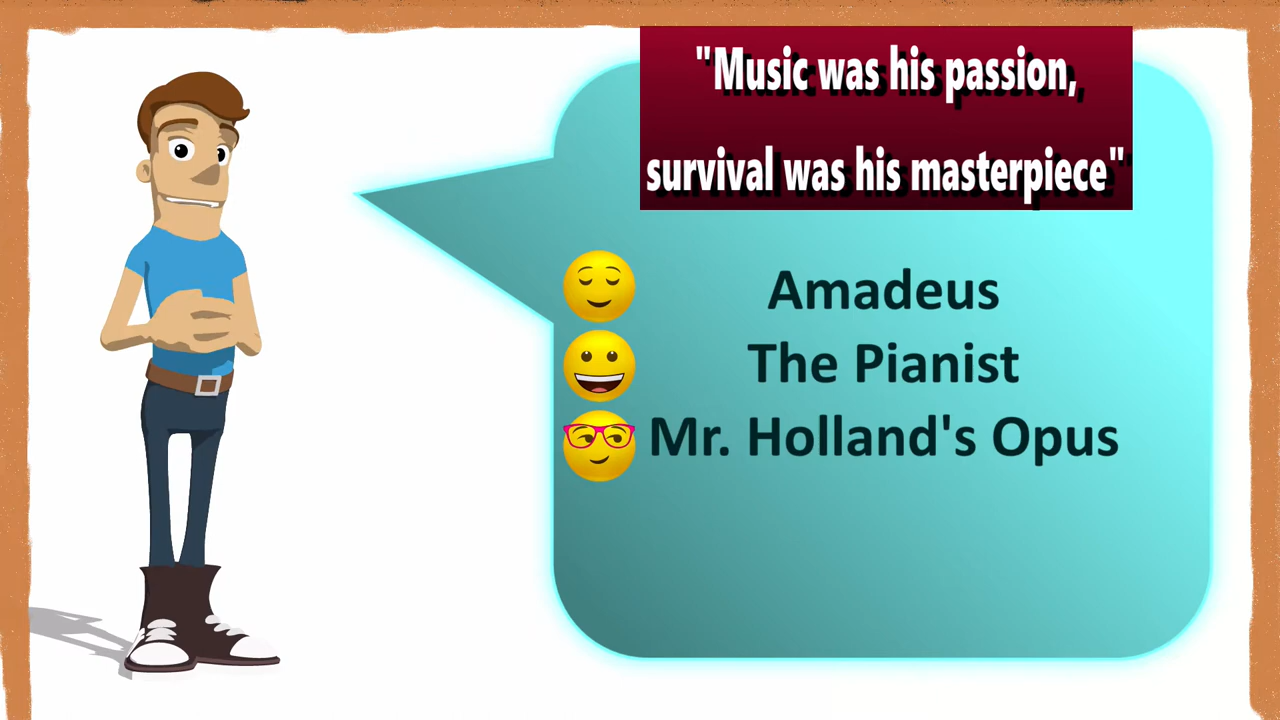 "Music was his passion,
survival was his masterpiece"
Amadeus
The Pianist
Mr. Holland's Opus